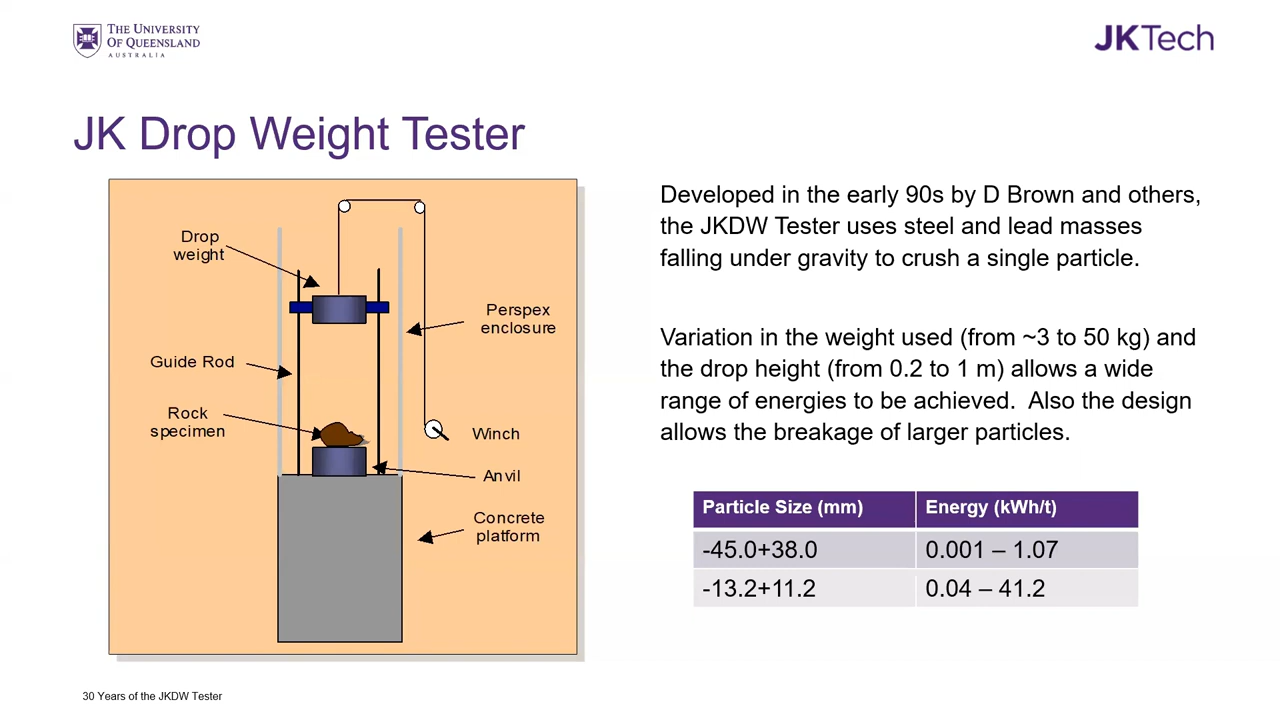 THE UNIVERSITY
OF QUEENSLAND
AUSTRALIA
JKTech
JK Drop Weight Tester
Drop
weight
Perspex
enclosure
Guide Rod
Rock
specimen
Winch
Anvil
Concrete
platform
Developed in the early 90s by D Brown and others,
the JKDW Tester uses steel and lead masses
falling under gravity to crush a single particle.
Variation in the weight used (from ~3 to 50 kg) and
the drop height (from 0.2 to 1 m) allows a wide
range of energies to be achieved.  Also the design
allows the breakage of larger particles.
Particle Size (mm) Energy (kWh/t)
-45.0+38.0 0.001 – 1.07
-13.2+11.2 0.04 – 41.2
30 Years of the JKDW Tester